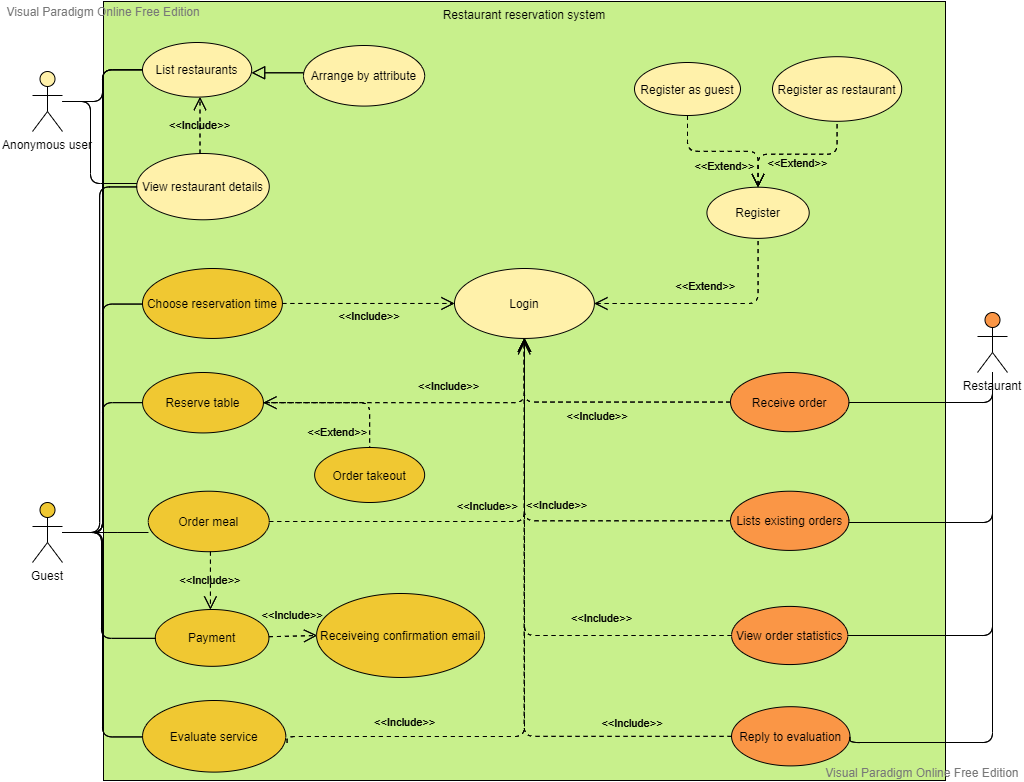 Visual Paradigm Online Free Edition
Restaurant reservation system
List restaurants
Arrange by attribute
Register as guest
Register as restaurant
<<Include>>
Anonymous user
<<Extend>>
<<Extend>>
View restaurant details
Register
<<Extend>>
Choose reservation time
Login
<<Include>>
Restaurant
<<Include>>
Reserve table
Receive order
<<Include>>
<<Extend>>
Order takeout
<<Include>>
<<Include>>
Order meal
Lists existing orders
Guest
<<Include>>
<<Include>>
<<Include>>
Payment
Receiveing confirmation email
View order statistics
<<Include>>
<<Include>>
Evaluate service
Reply to evaluation
Visual Paradigm Online Free Edition